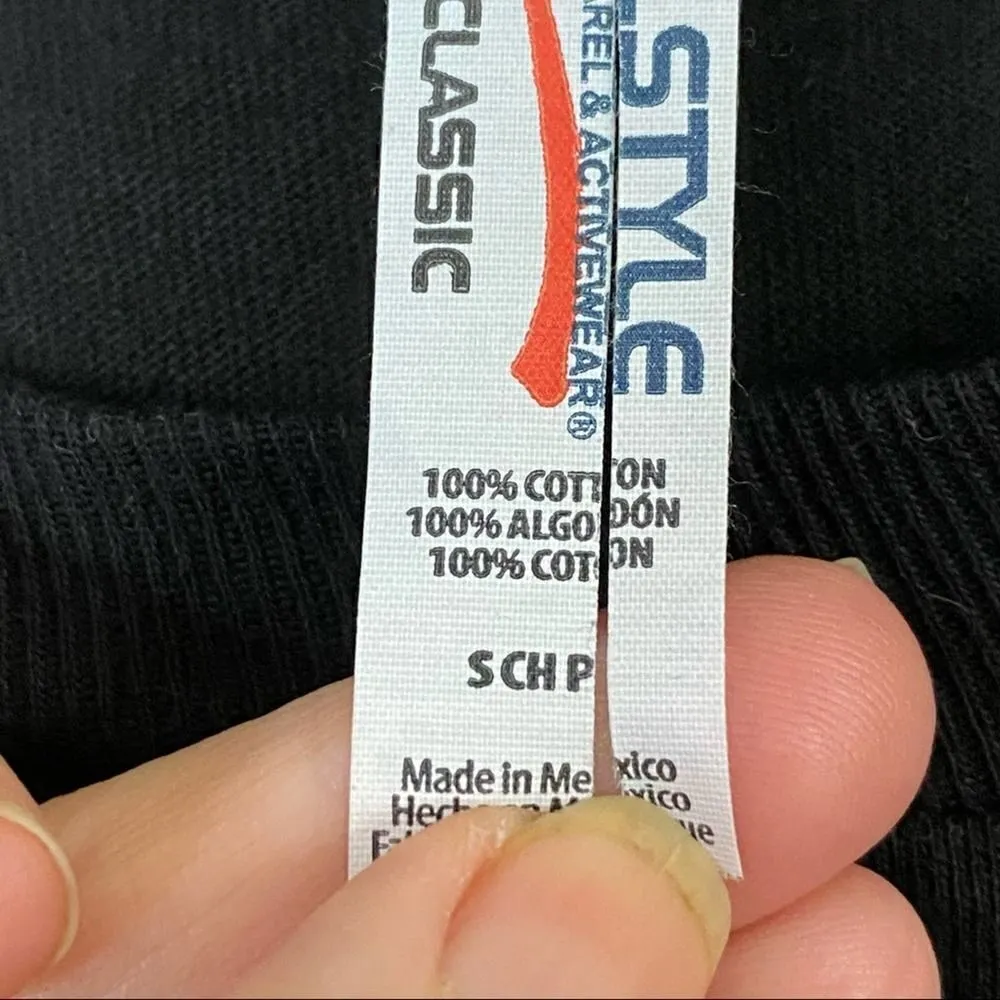 CLASSIC
STYLE
REL & ACTIVEWEAR®
100% COTTON
100% ALGODÓN
100% COTON
S CH P
Made in Mexico